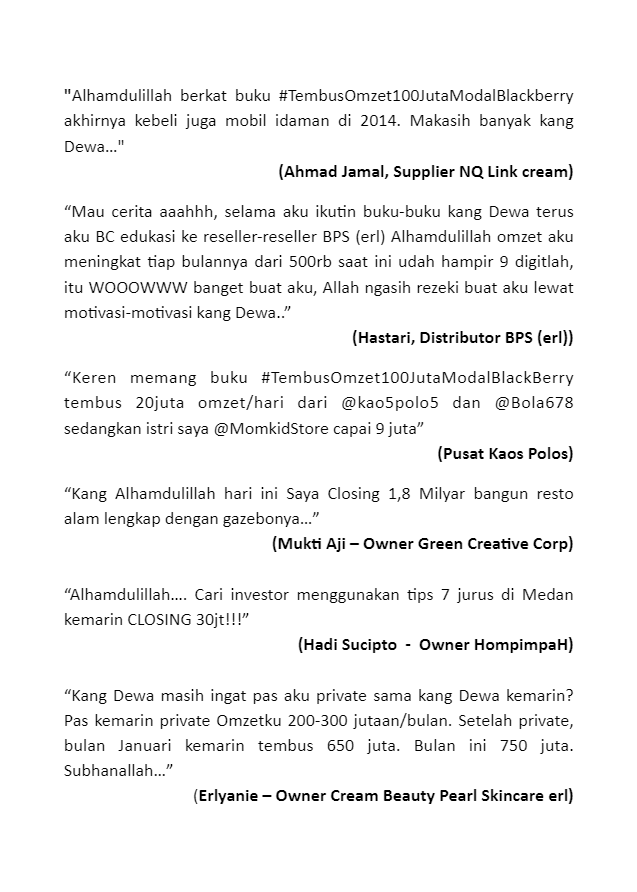 "Alhamdulillah berkat buku #TembusOmzet100JutaModalBlackberry
akhirnya kebeli juga mobil idaman di 2014. Makasih banyak kang
Dewa..."
(Ahmad Jamal, Supplier NQ Link cream)
“Mau cerita aaahhh, selama aku ikutin buku-buku kang Dewa terus
aku BC edukasi ke reseller-reseller BPS (erl) Alhamdulillah omzet aku
meningkat tiap bulannya dari 500rb saat ini udah hampir 9 digitlah,
itu WOOOWWW banget buat aku, Allah ngasih rezeki buat aku lewat
motivasi-motivasi kang Dewa..”
(Hastari, Distributor BPS (erl))
“Keren memang buku #TembusOmzet100JutaModalBlackBerry
tembus 20juta omzet/hari dari @kao5polo5 dan @Bola678
sedangkan istri saya @MomkidStore capai 9 juta”
(Pusat Kaos Polos)
“Kang Alhamdulillah hari ini Saya Closing 1,8 Milyar bangun resto
alam lengkap dengan gazebonya...”
(Mukti Aji – Owner Green Creative Corp)
“Alhamdulillah.... Cari investor menggunakan tips 7 jurus di Medan
kemarin CLOSING 30jt!!!”
(Hadi Sucipto - Owner HompimpaH)
“Kang Dewa masih ingat pas aku private sama kang Dewa kemarin?
Pas kemarin private Omzetku 200-300 jutaan/bulan. Setelah private,
bulan Januari kemarin tembus 650 juta. Bulan ini 750 juta.
Subhanallah...”
(Erlyanie – Owner Cream Beauty Pearl Skincare erl)